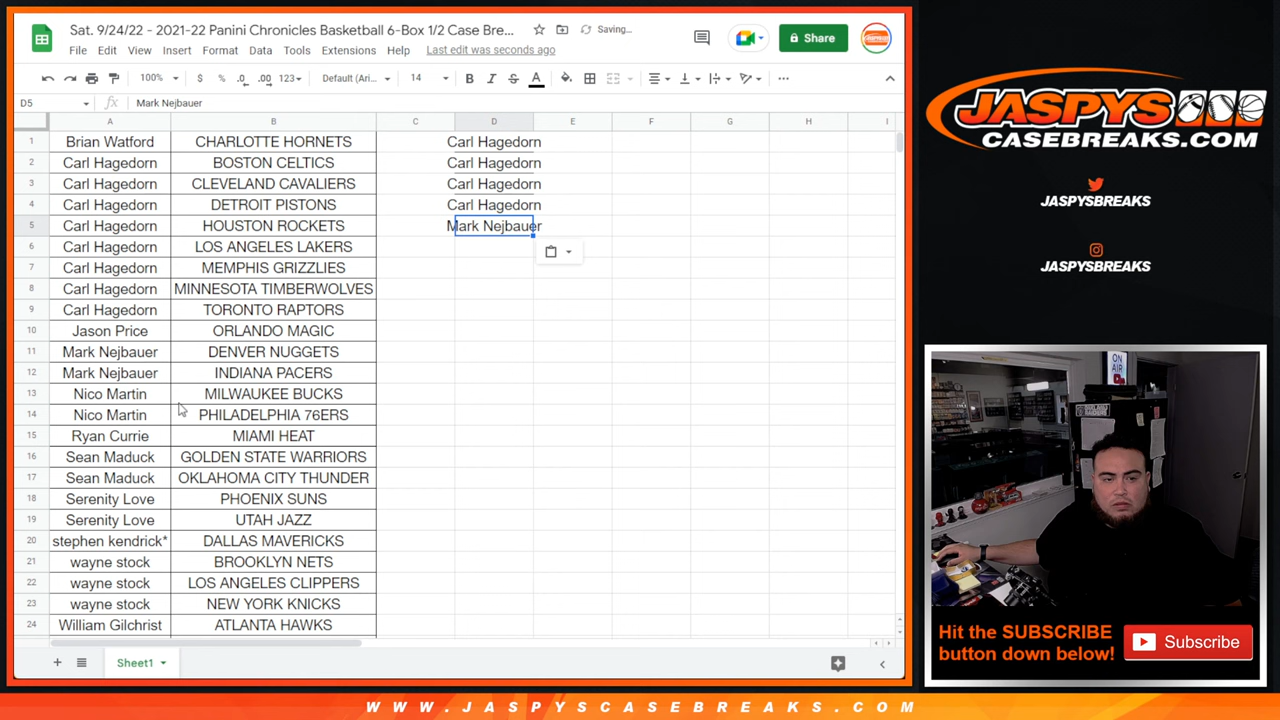 Sat. 9/24/22 - 2021-22 Panini Chronicles Basketball 6-Box 1/2 Case Bre... Saving...
File Edit View Insert Format Data Tools Extensions Help Last edit was seconds ago
Share
100% $ % .0 .00 123 Default (Ari... 14 B I S A
D5 fx Mark Nejbauer
A B C D E F G H I
1 Brian Watford CHARLOTTE HORNETS Carl Hagedorn
2 Carl Hagedorn BOSTON CELTICS Carl Hagedorn
3 Carl Hagedorn CLEVELAND CAVALIERS Carl Hagedorn
4 Carl Hagedorn DETROIT PISTONS Carl Hagedorn
5 Carl Hagedorn HOUSTON ROCKETS Mark Nejbauer
6 Carl Hagedorn LOS ANGELES LAKERS
7 Carl Hagedorn MEMPHIS GRIZZLIES
8 Carl Hagedorn MINNESOTA TIMBERWOLVES
9 Carl Hagedorn TORONTO RAPTORS
10 Jason Price ORLANDO MAGIC
11 Mark Nejbauer DENVER NUGGETS
12 Mark Nejbauer INDIANA PACERS
13 Nico Martin MILWAUKEE BUCKS
14 Nico Martin PHILADELPHIA 76ERS
15 Ryan Currie MIAMI HEAT
16 Sean Maduck GOLDEN STATE WARRIORS
17 Sean Maduck OKLAHOMA CITY THUNDER
18 Serenity Love PHOENIX SUNS
19 Serenity Love UTAH JAZZ
20 stephen kendrick* DALLAS MAVERICKS
21 wayne stock BROOKLYN NETS
22 wayne stock LOS ANGELES CLIPPERS
23 wayne stock NEW YORK KNICKS
24 William Gilchrist ATLANTA HAWKS
Sheet1
JASPYS
CASEBREAKS.COM
JASPYSBREAKS
JASPYSBREAKS
ON
AIR
Hit the SUBSCRIBE
button down below!
Subscribe
WWW.JASPYSCASEBREAKS.COM